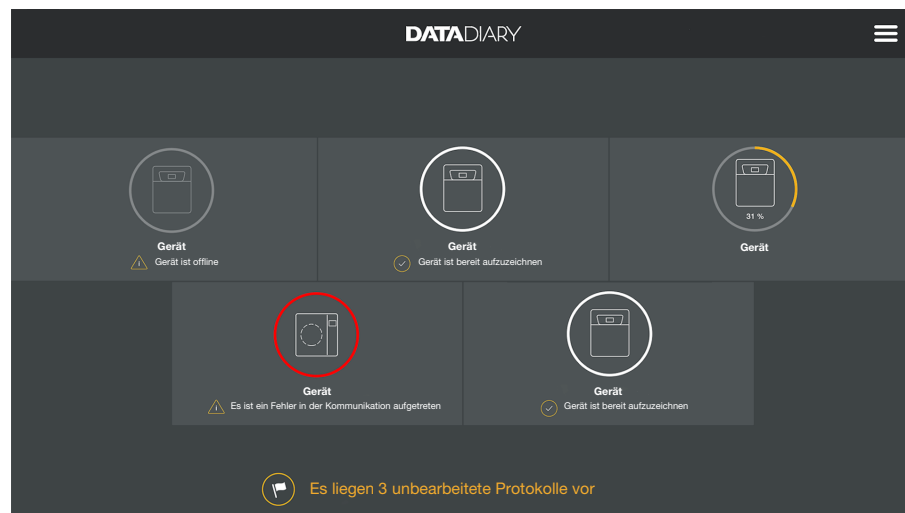 DATADIARY
Gerät
Gerät ist offline
Gerät
Gerät ist bereit aufzuzeichnen
31 %
Gerät
Gerät
Es ist ein Fehler in der Kommunikation aufgetreten
Gerät
Gerät ist bereit aufzuzeichnen
Es liegen 3 unbearbeitete Protokolle vor